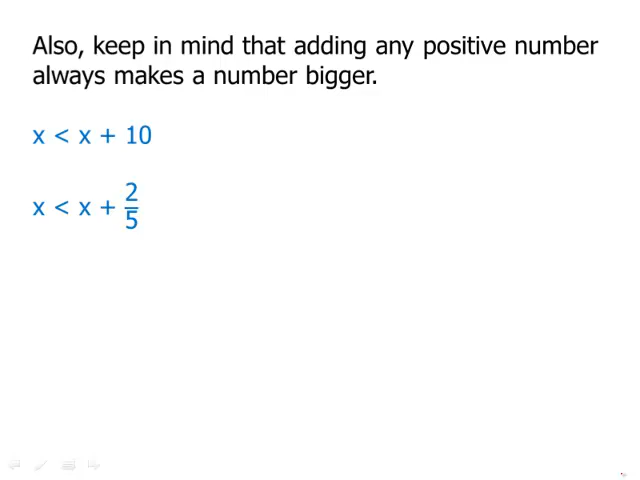 Also, keep in mind that adding any positive number
always makes a number bigger.
x < x + 10
x < x + 2/5